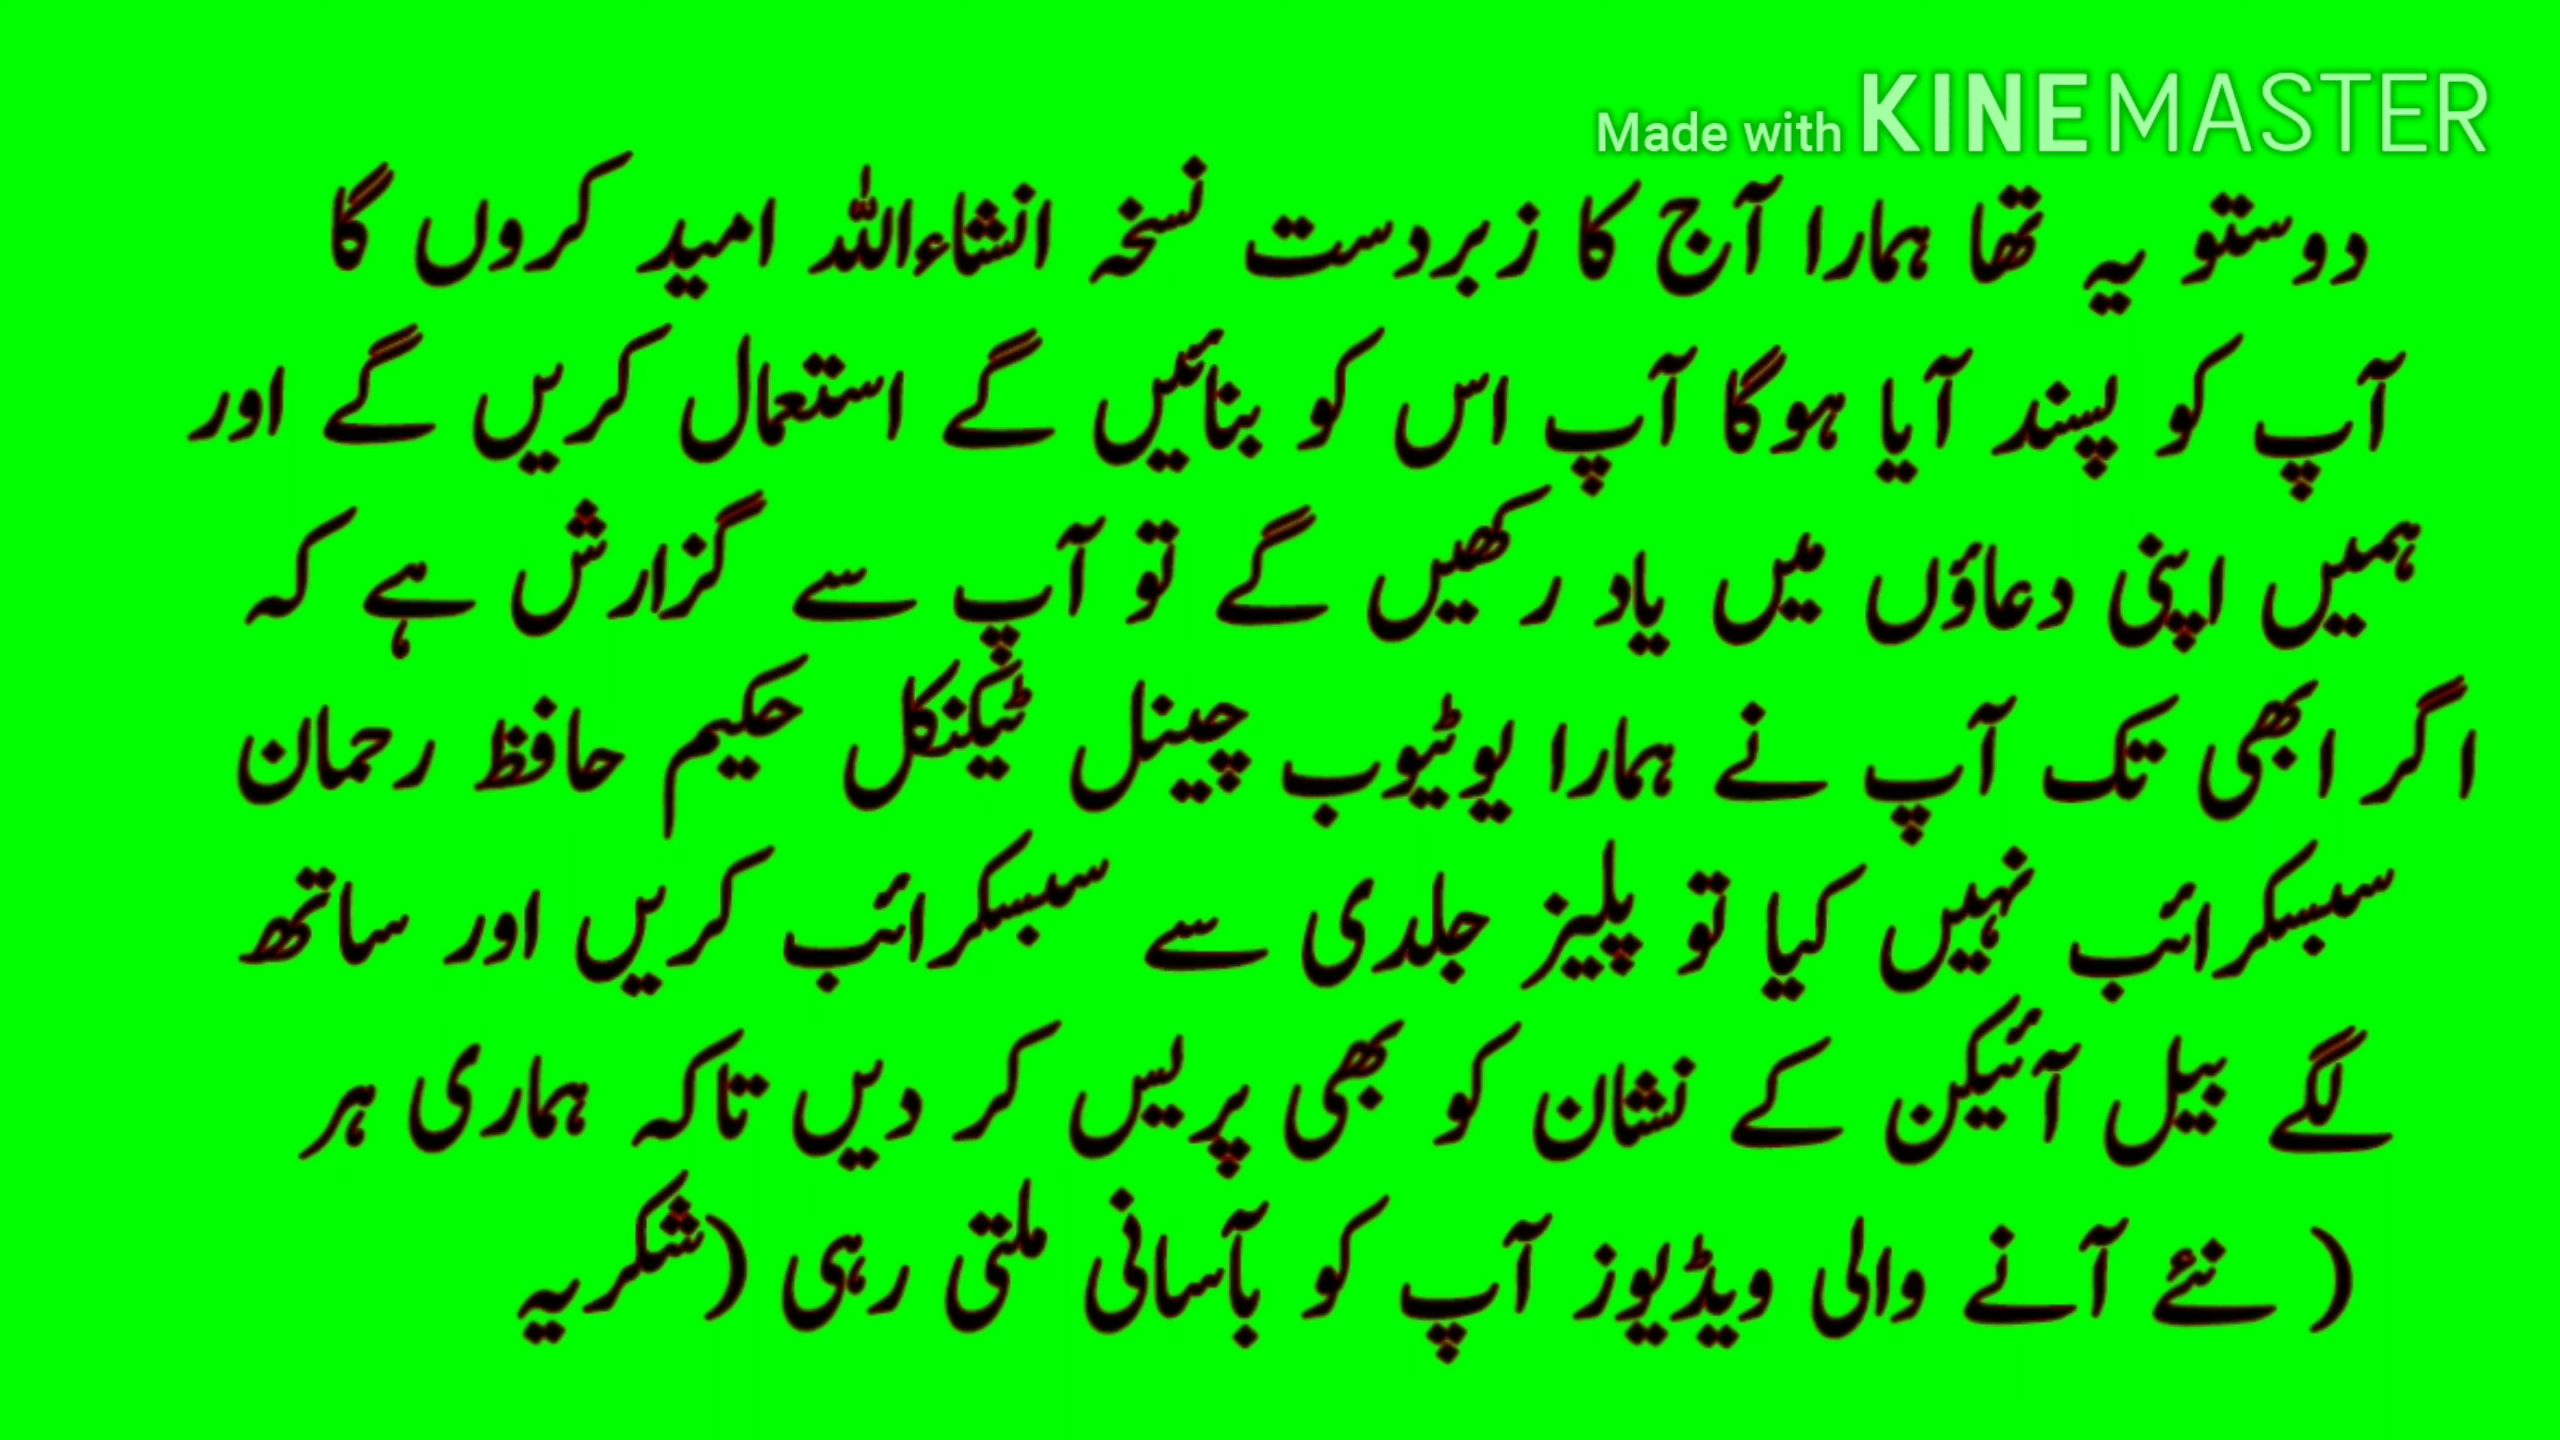 Made with KINEMASTER
دوستو یہ تھا ہمارا آج کا زبردست نسخہ انشاءاللہ امید کروں گا
آپ کو پسند آیا ہوگا آپ اس کو بنائیں گے استعمال کریں گے اور
ہمیں اپنی دعاؤں میں یاد رکھیں گے تو آپ سے گزارش ہے کہ
اگر ابھی تک آپ نے ہمارا یوٹیوب چینل ٹیکنکل حکیم حافظ رحمان
سبسکرائب نہیں کیا تو پلیز جلدی سے سبسکرائب کریں اور ساتھ
لگے بیل آئیکن کے نشان کو بھی پریس کر دیں تاکہ ہماری ہر
( نئے آنے والی ویڈیوز آپ کو بآسانی ملتی رہی (شکریہ